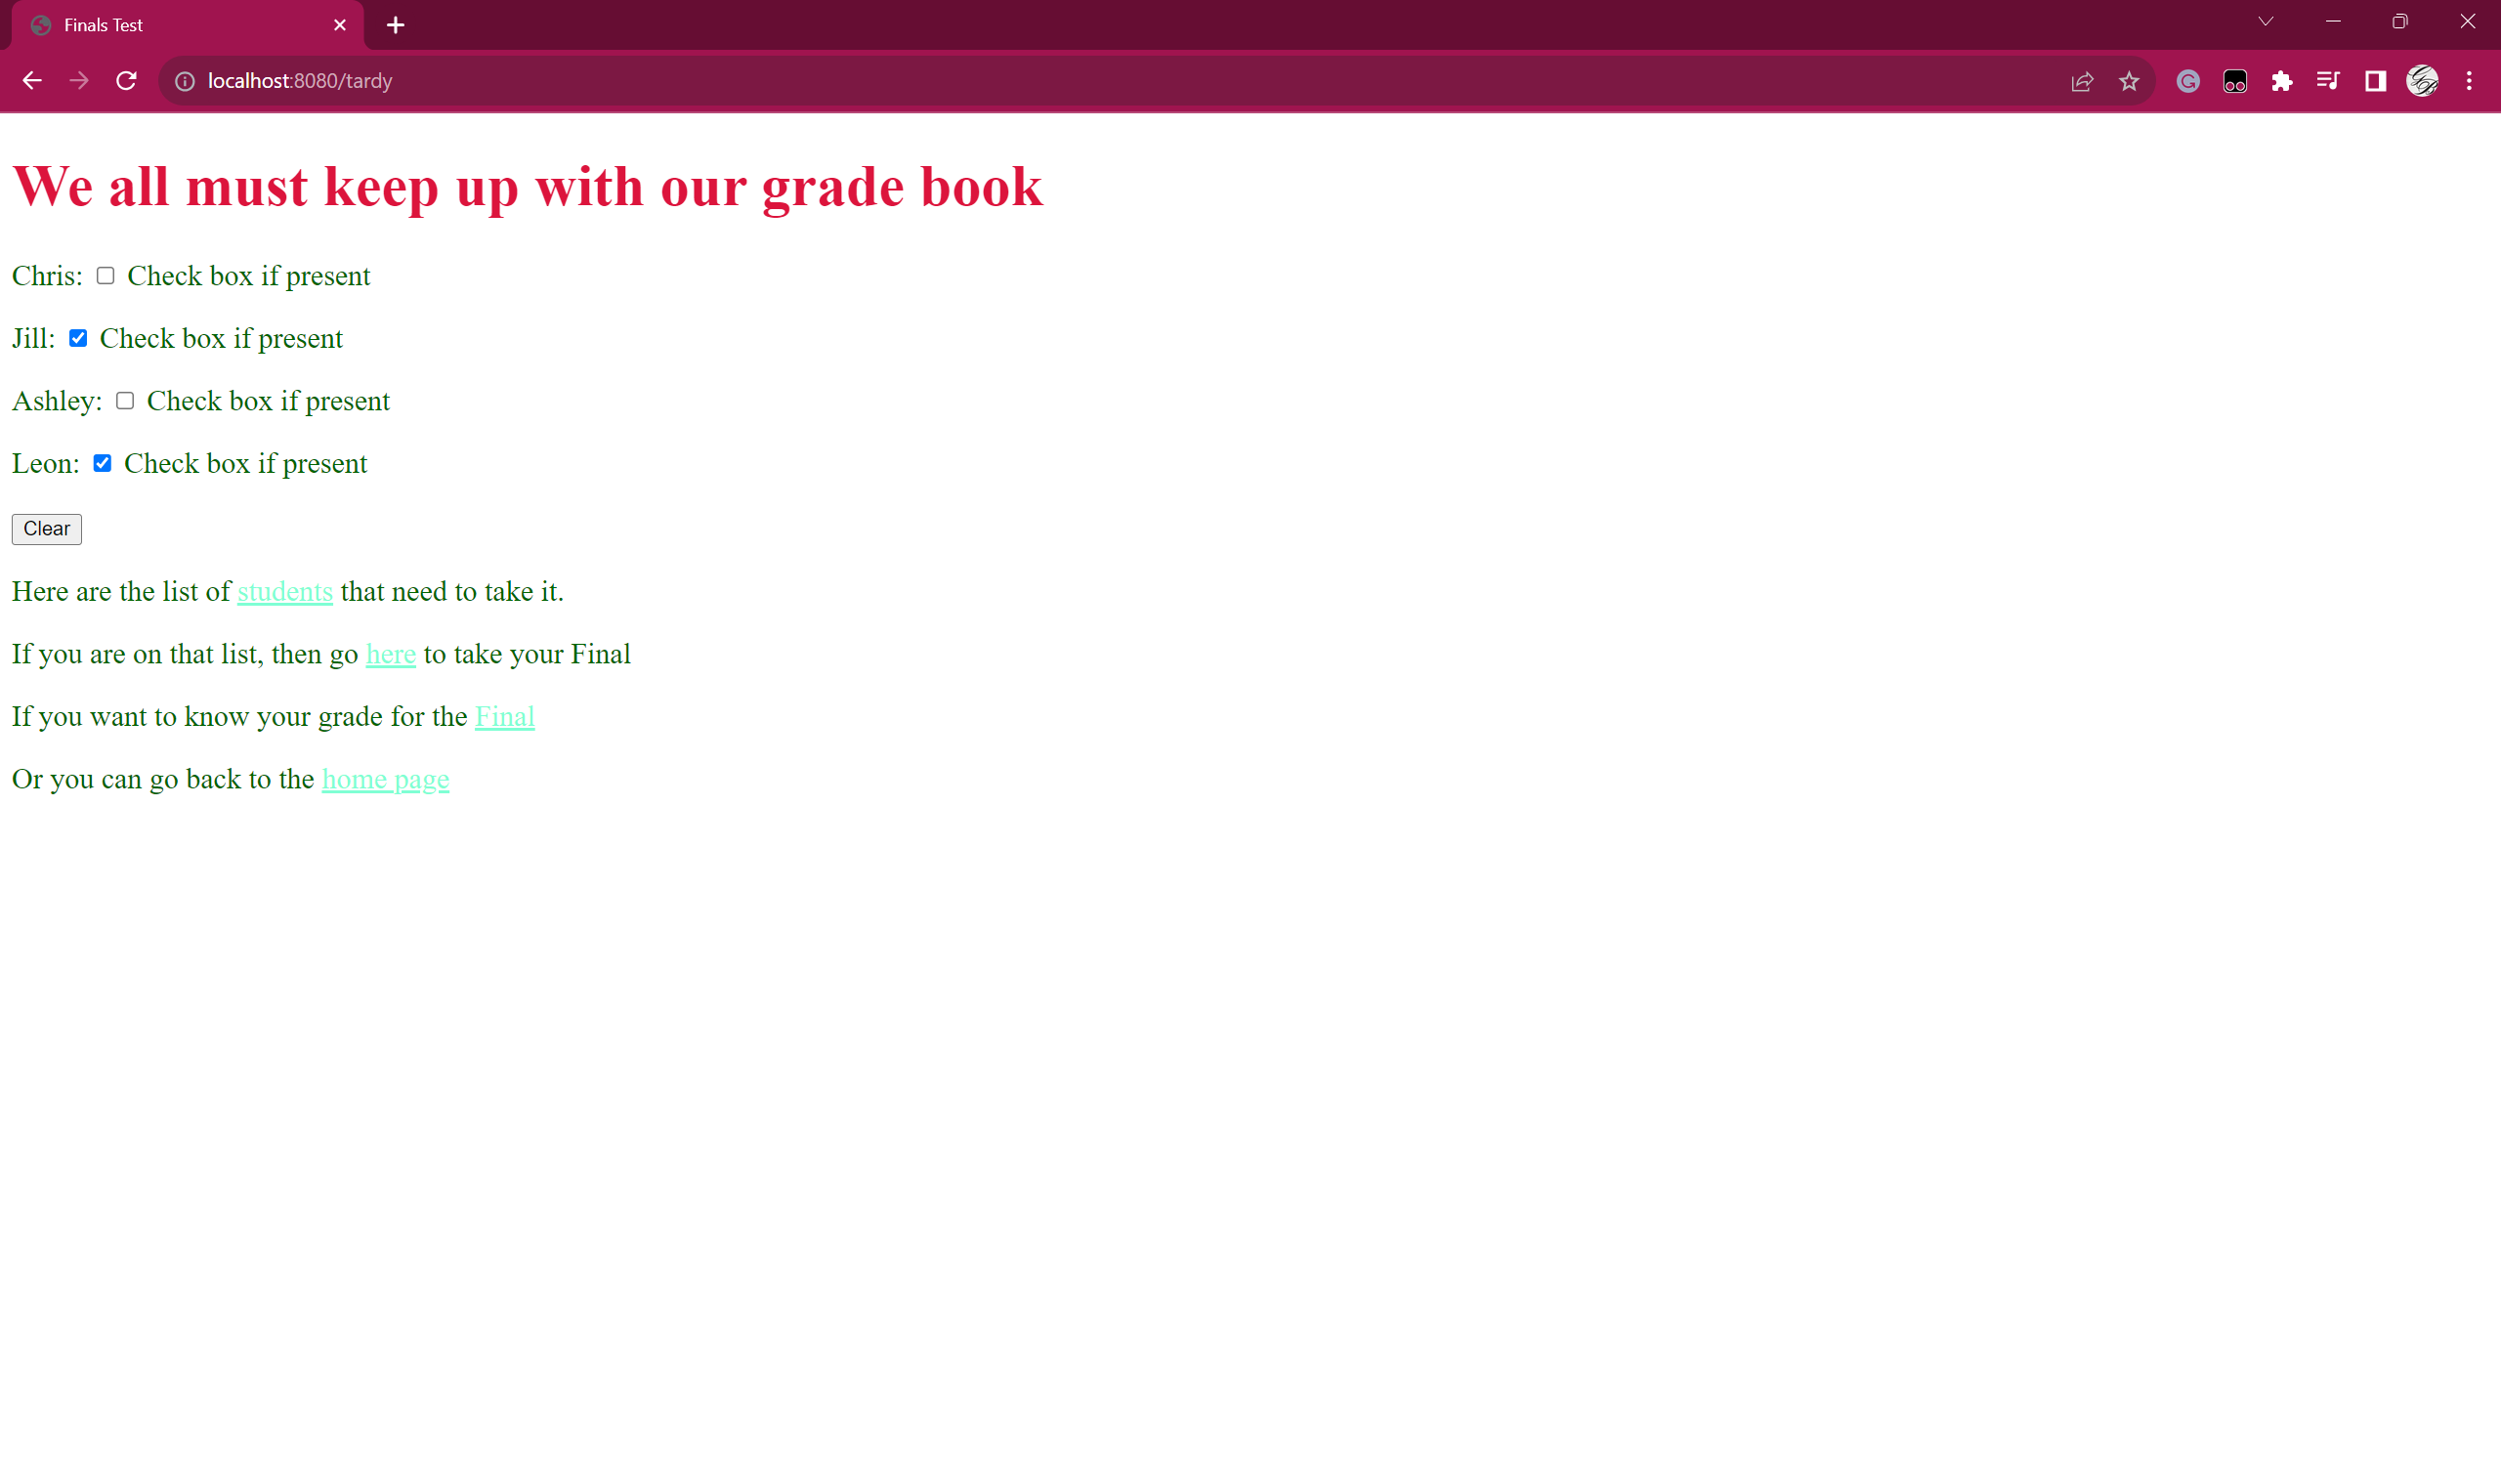 Finals Test
localhost:8080/tardy
We all must keep up with our grade book
Chris: Check box if present
Jill: Check box if present
Ashley: Check box if present
Leon: Check box if present
Clear
Here are the list of students that need to take it.
If you are on that list, then go here to take your Final
If you want to know your grade for the Final
Or you can go back to the home page